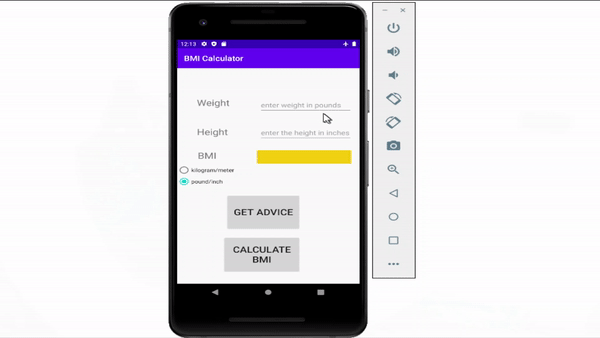 12:13
BMI Calculator
Weight enter weight in pounds
Height enter the height in inches
BMI
kilogram/meter
pound/inch
GET ADVICE
CALCULATE
BMI